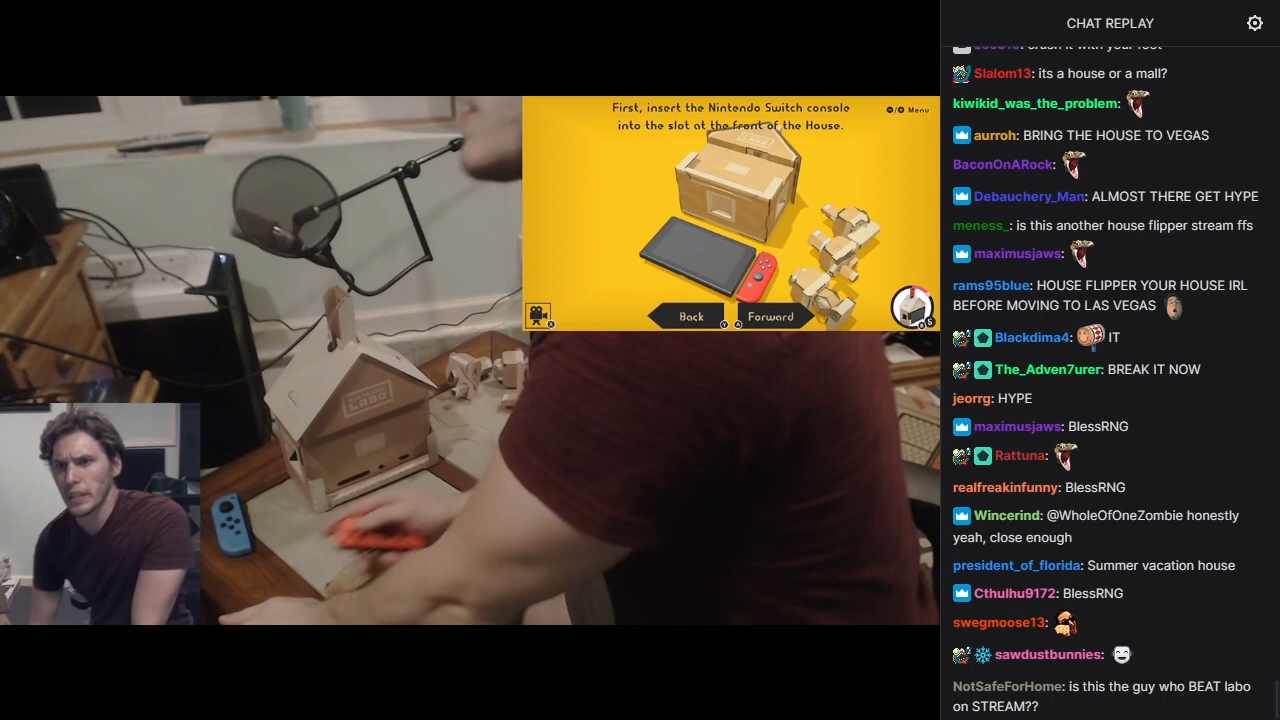 CHAT REPLAY
Slalom13: its a house or a mall?
kiwikid_was_the_problem:
aurroh: BRING THE HOUSE TO VEGAS
BaconOnARock:
Debauchery_Man: ALMOST THERE GET HYPE
meness_: is this another house flipper stream ffs
maximusjaws:
rams95blue: HOUSE FLIPPER YOUR HOUSE IRL
BEFORE MOVING TO LAS VEGAS
Blackdima4: IT
The_Adven7urer: BREAK IT NOW
jeorrg: HYPE
maximusjaws: BlessRNG
Rattuna:
realfreakinfunny: BlessRNG
Wincerind: @WholeOfOneZombie honestly
yeah, close enough
president_of_florida: Summer vacation house
Cthulhu9172: BlessRNG
swegmoose13:
sawdustbunnies:
NotSafeForHome: is this the guy who BEAT labo
on STREAM??
First, insert the Nintendo Switch console
into the slot at the front of the House.
-/+ Menu
Back
Y
Forward
A
X
LABO